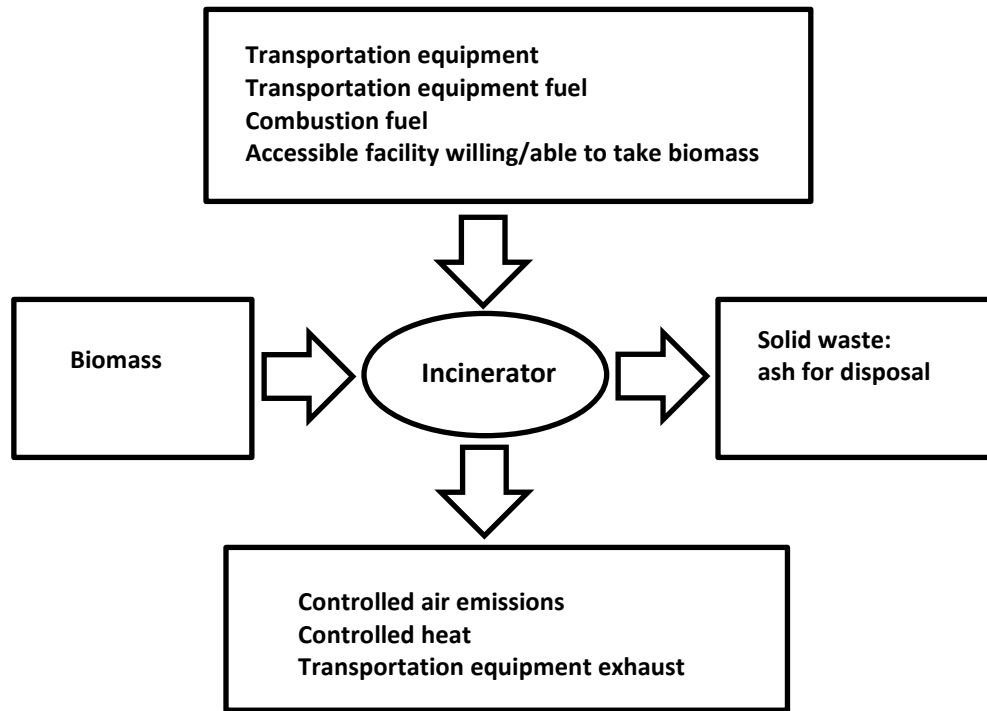 Transportation equipment
Transportation equipment fuel
Combustion fuel
Accessible facility willing/able to take biomass
Biomass
Incinerator
Solid waste:
ash for disposal
Controlled air emissions
Controlled heat
Transportation equipment exhaust